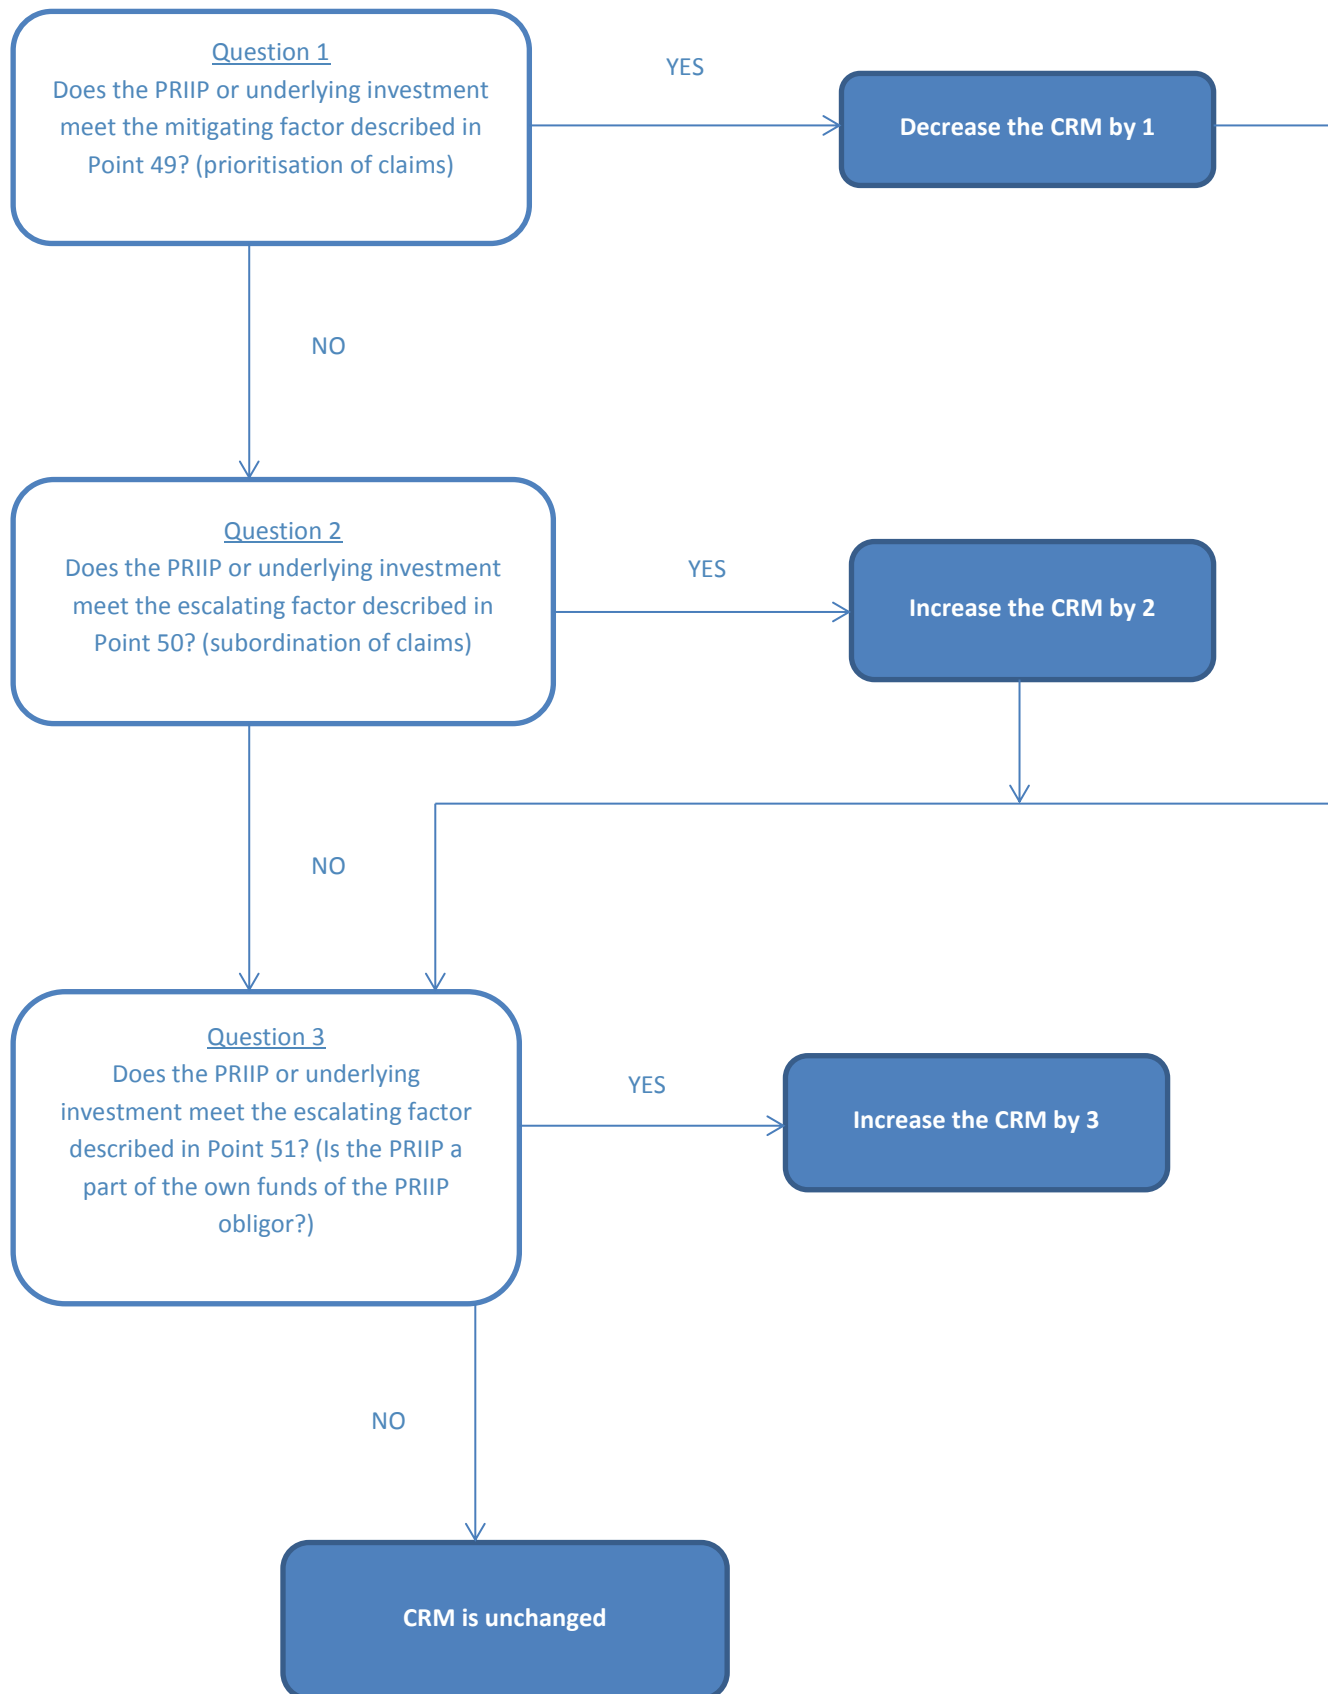 Question 1
Does the PRIIP or underlying investment
meet the mitigating factor described in
Point 49? (prioritisation of claims)
YES
Decrease the CRM by 1
NO
Question 2
Does the PRIIP or underlying investment
meet the escalating factor described in
Point 50? (subordination of claims)
YES
Increase the CRM by 2
NO
Question 3
Does the PRIIP or underlying
investment meet the escalating factor
described in Point 51? (Is the PRIIP a
part of the own funds of the PRIIP
obligor?)
YES
Increase the CRM by 3
NO
CRM is unchanged